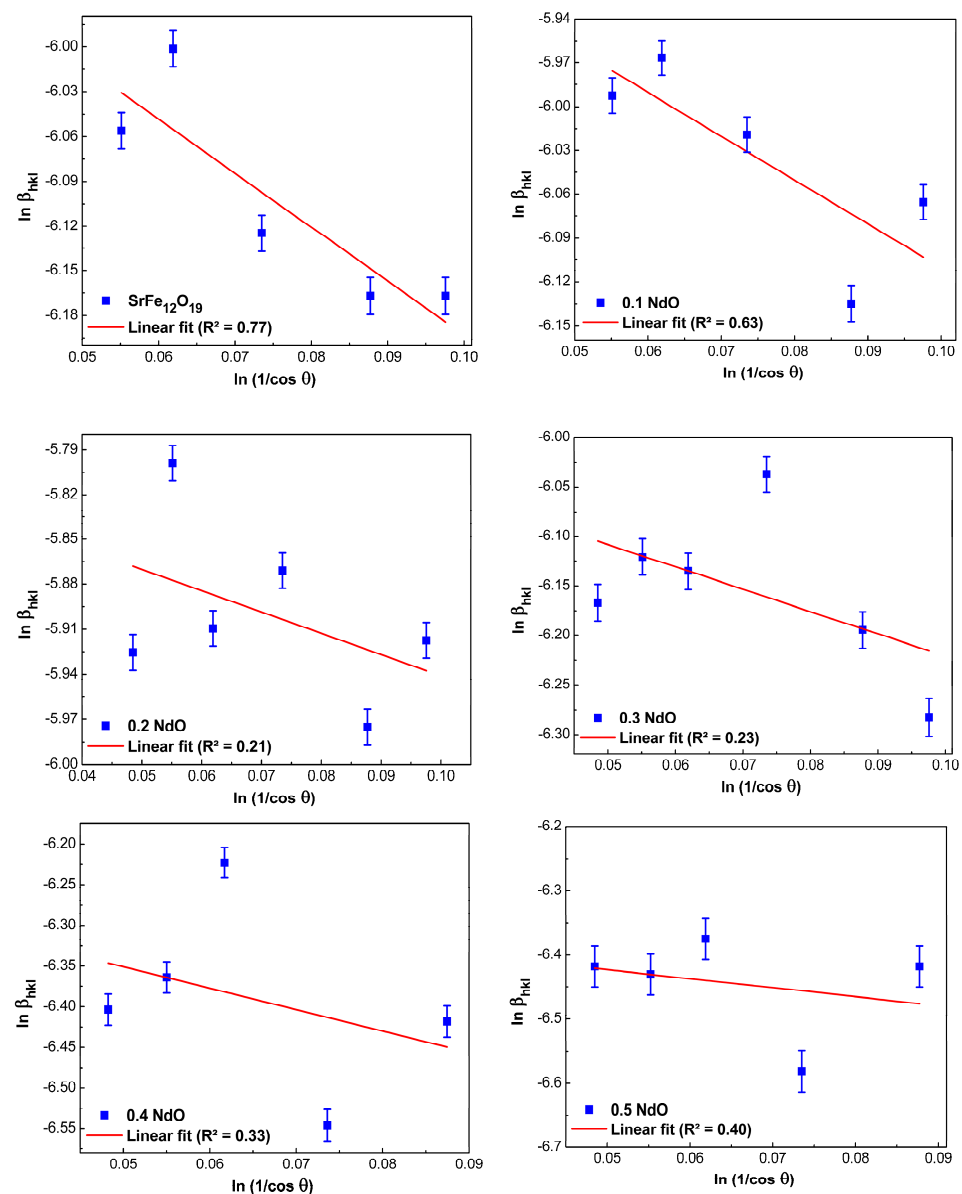 -6.00
-6.03
-6.06
-6.09
-6.12
-6.15
-6.18
ln βhkl
SrFe12O19
Linear fit (R² = 0.77)
0.05 0.06 0.07 0.08 0.09 0.10
ln (1/cos θ)
-5.94
-5.97
-6.00
-6.03
-6.06
-6.09
-6.12
-6.15
ln βhkl
0.1 NdO
Linear fit (R² = 0.63)
0.05 0.06 0.07 0.08 0.09 0.10
ln (1/cos θ)
-5.79
-5.82
-5.85
-5.88
-5.91
-5.94
-5.97
-6.00
ln βhkl
0.2 NdO
Linear fit (R² = 0.21)
0.04 0.05 0.06 0.07 0.08 0.09 0.10
ln (1/cos θ)
-6.00
-6.05
-6.10
-6.15
-6.20
-6.25
-6.30
ln βhkl
0.3 NdO
Linear fit (R² = 0.23)
0.05 0.06 0.07 0.08 0.09 0.10
ln (1/cos θ)
-6.20
-6.25
-6.30
-6.35
-6.40
-6.45
-6.50
-6.55
ln βhkl
0.4 NdO
Linear fit (R² = 0.33)
0.05 0.06 0.07 0.08 0.09
ln (1/cos θ)
-6.2
-6.3
-6.4
-6.5
-6.6
-6.7
ln βhkl
0.5 NdO
Linear fit (R² = 0.40)
0.05 0.06 0.07 0.08 0.09
ln (1/cos θ)